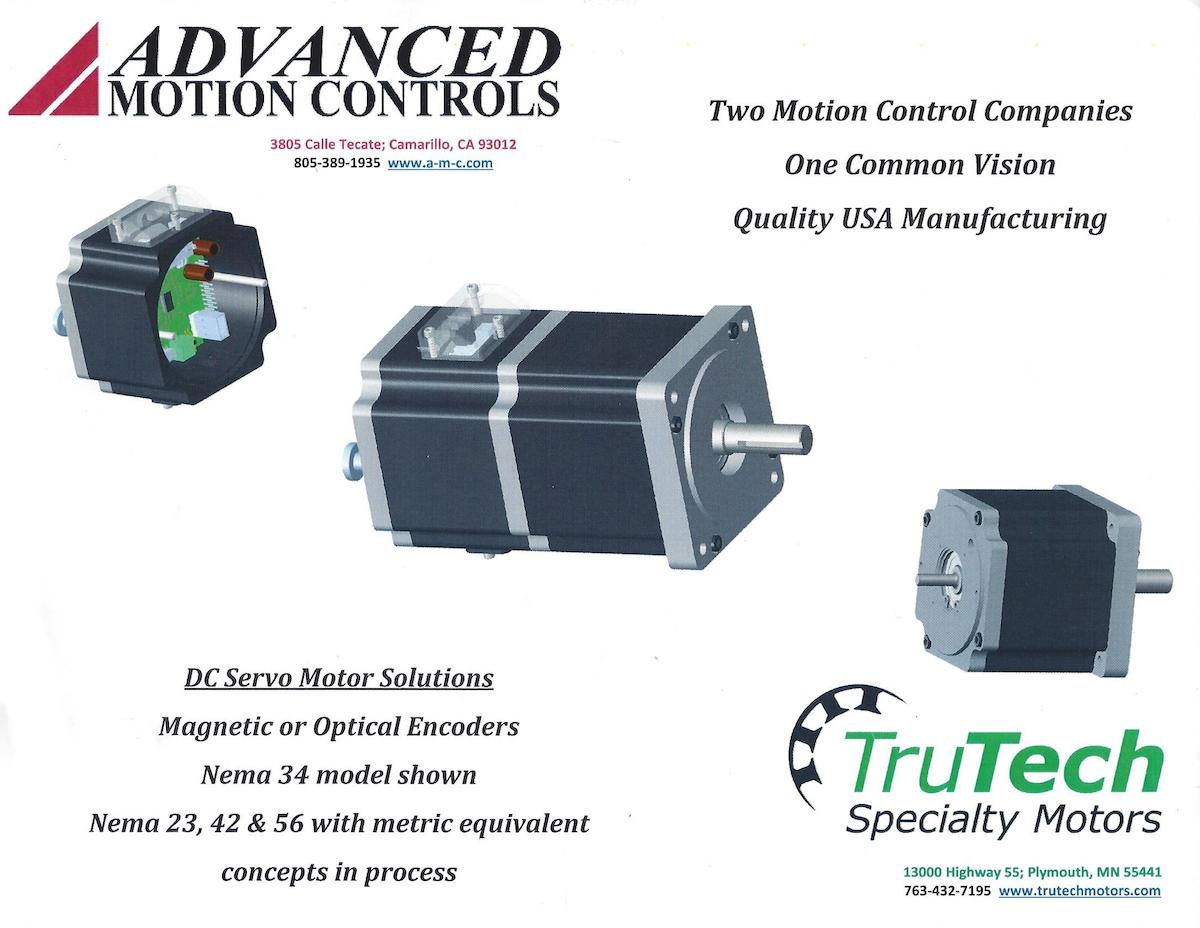 ADVANCED
MOTION CONTROLS
3805 Calle Tecate; Camarillo, CA 93012
805-389-1935 www.a-m-c.com
Two Motion Control Companies
One Common Vision
Quality USA Manufacturing
DC Servo Motor Solutions
Magnetic or Optical Encoders
Nema 34 model shown
Nema 23, 42 & 56 with metric equivalent
concepts in process
TruTech
Specialty Motors
13000 Highway 55; Plymouth, MN 55441
763-432-7195 www.trutechmotors.com